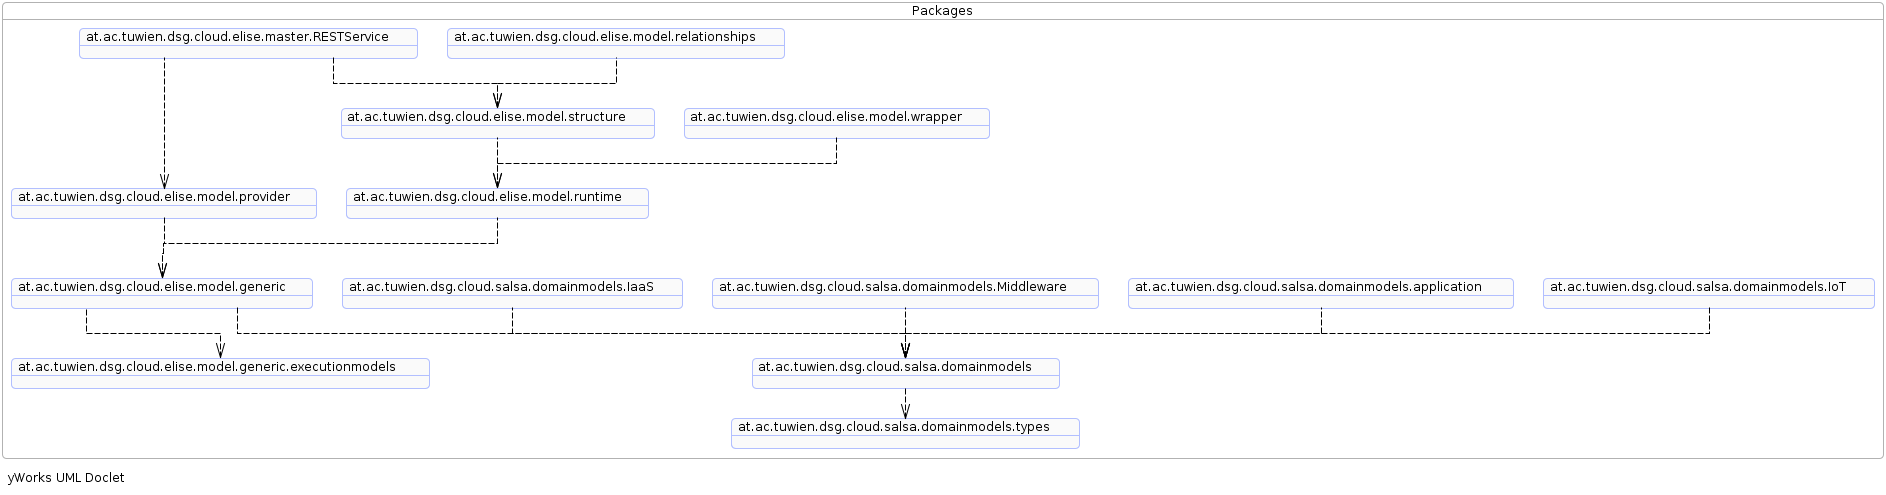 Packages
at.ac.tuwien.dsg.cloud.elise.master.RESTService
at.ac.tuwien.dsg.cloud.elise.model.relationships
at.ac.tuwien.dsg.cloud.elise.model.structure
at.ac.tuwien.dsg.cloud.elise.model.wrapper
at.ac.tuwien.dsg.cloud.elise.model.provider
at.ac.tuwien.dsg.cloud.elise.model.runtime
at.ac.tuwien.dsg.cloud.elise.model.generic
at.ac.tuwien.dsg.cloud.salsa.domainmodels.IaaS
at.ac.tuwien.dsg.cloud.salsa.domainmodels.Middleware
at.ac.tuwien.dsg.cloud.salsa.domainmodels.application
at.ac.tuwien.dsg.cloud.salsa.domainmodels.IoT
at.ac.tuwien.dsg.cloud.elise.model.generic.executionmodels
at.ac.tuwien.dsg.cloud.salsa.domainmodels
at.ac.tuwien.dsg.cloud.salsa.domainmodels.types
yWorks UML Doclet